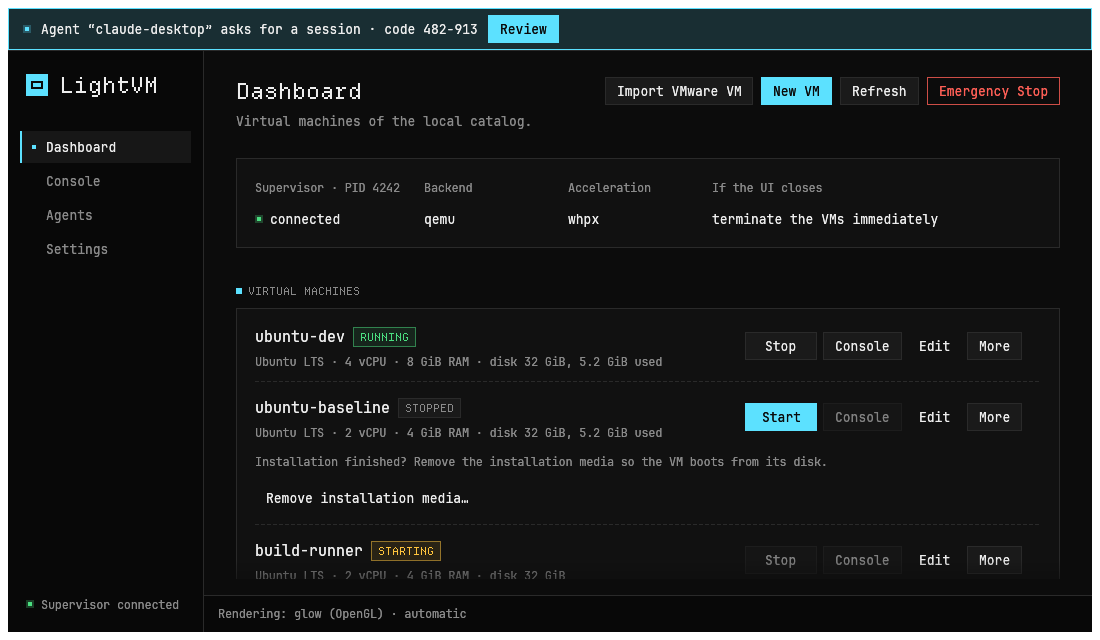 Agent “claude-desktop” asks for a session · code 482-913 Review
LightVM
Dashboard
Console
Agents
Settings
Supervisor connected
Dashboard
Import VMware VM New VM Refresh Emergency Stop
Virtual machines of the local catalog.
Supervisor · PID 4242 Backend Acceleration If the UI closes
connected qemu whpx terminate the VMs immediately
VIRTUAL MACHINES
ubuntu-dev RUNNING
Stop Console Edit More
Ubuntu LTS · 4 vCPU · 8 GiB RAM · disk 32 GiB, 5.2 GiB used
ubuntu-baseline STOPPED
Start Console Edit More
Ubuntu LTS · 2 vCPU · 4 GiB RAM · disk 32 GiB, 5.2 GiB used
Installation finished? Remove the installation media so the VM boots from its disk.
Remove installation media…
build-runner STARTING
Stop Console Edit More
Ubuntu LTS · 2 vCPU · 4 GiB RAM · disk 32 GiB
Rendering: glow (OpenGL) · automatic